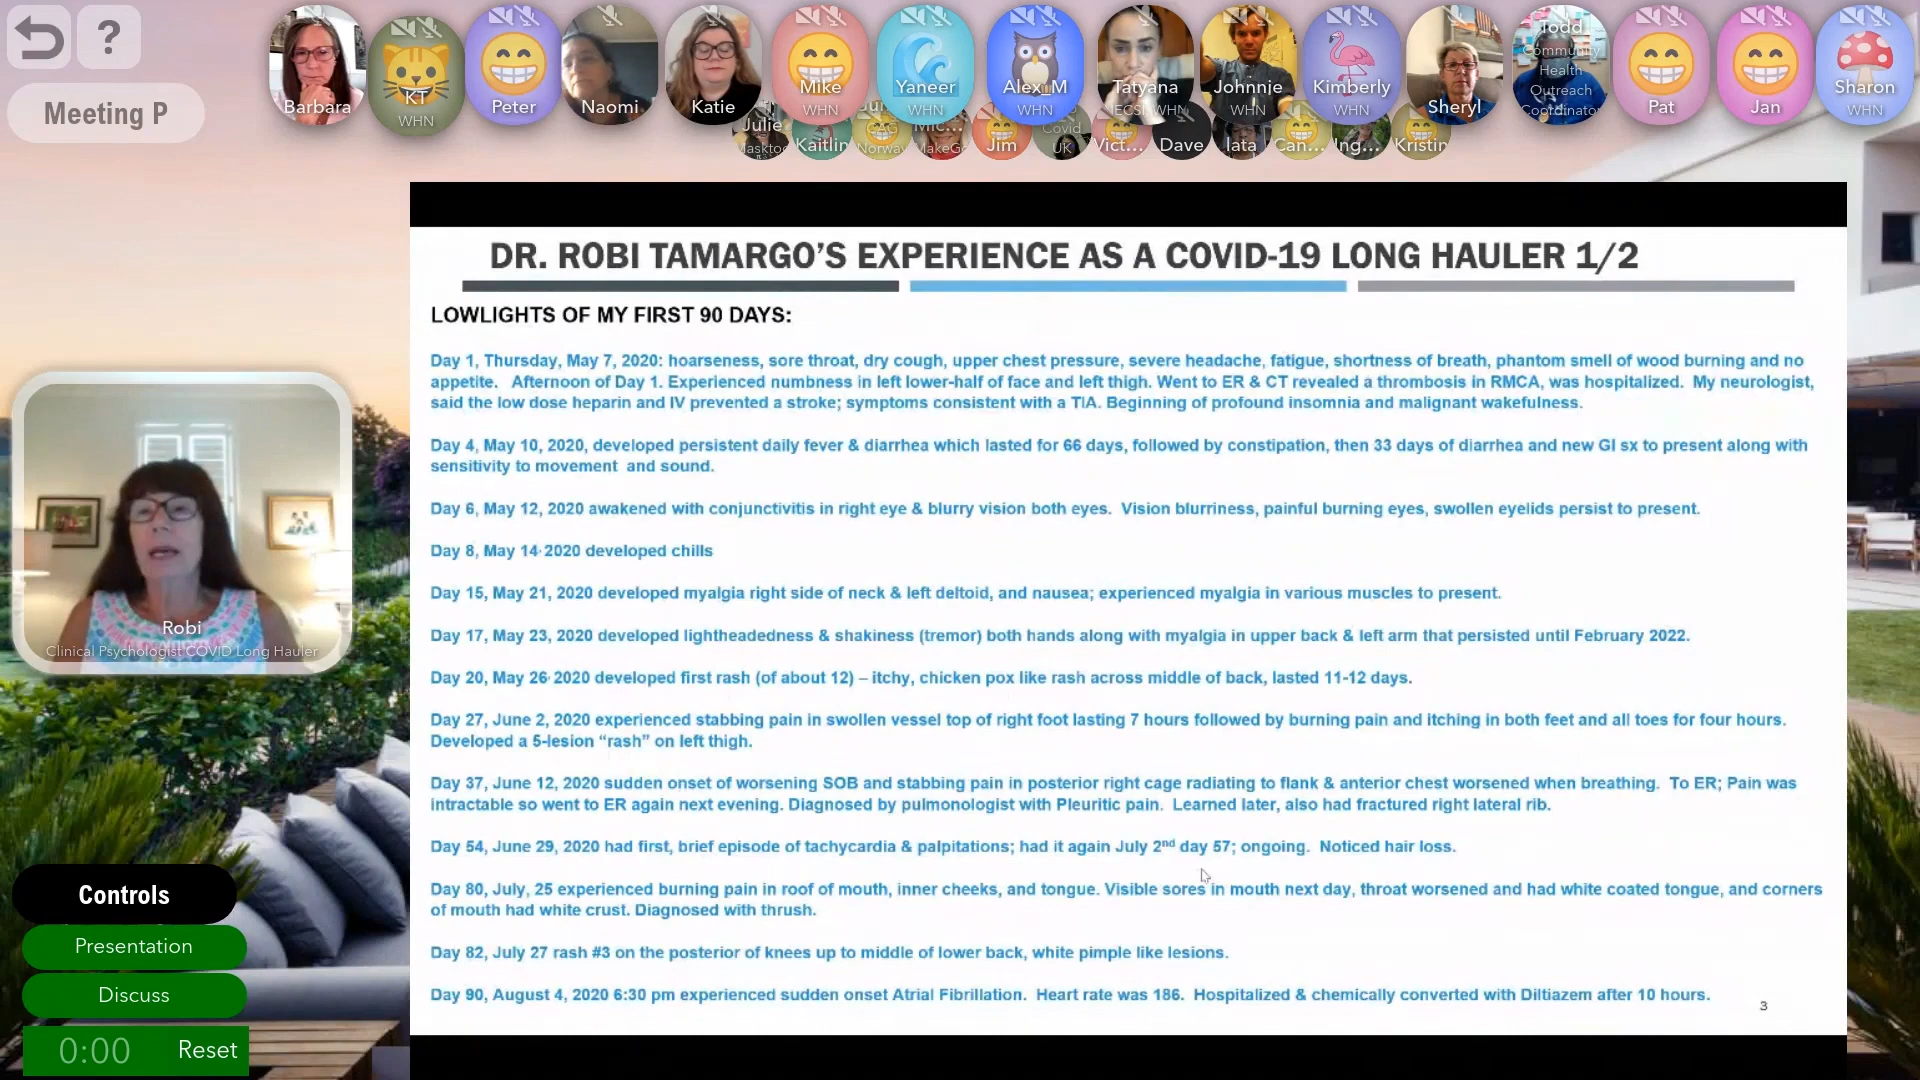 ?
Meeting P
Barbara
KT
WHN
Peter
Naomi
Katie
Mike
WHN
Yaneer
WHN
Alex_M
WHN
Tatyana
ECSI WHN
Johnnie
WHN
Kimberly
WHN
Sheryl
Todd
Community
Health
Outreach
Coordinator
Pat
Jan
Sharon
WHN
Julie
Kaitlin
Norway
Mic...
MakeGo
Jim
Covid
UK
Vict...
Dave
Iata
Can...
Ing...
Kristin
DR. ROBI TAMARGO'S EXPERIENCE AS A COVID-19 LONG HAULER 1/2
LOWLIGHTS OF MY FIRST 90 DAYS:
Day 1, Thursday, May 7, 2020: hoarseness, sore throat, dry cough, upper chest pressure, severe headache, fatigue, shortness of breath, phantom smell of wood burning and no
appetite. Afternoon of Day 1. Experienced numbness in left lower-half of face and left thigh. Went to ER & CT revealed a thrombosis in RMCA, was hospitalized. My neurologist,
said the low dose heparin and IV prevented a stroke; symptoms consistent with a TIA. Beginning of profound insomnia and malignant wakefulness.
Day 4, May 10, 2020, developed persistent daily fever & diarrhea which lasted for 66 days, followed by constipation, then 33 days of diarrhea and new GI sx to present along with
sensitivity to movement and sound.
Day 6, May 12, 2020 awakened with conjunctivitis in right eye & blurry vision both eyes. Vision blurriness, painful burning eyes, swollen eyelids persist to present.
Day 8, May 14, 2020 developed chills
Day 15, May 21, 2020 developed myalgia right side of neck & left deltoid, and nausea; experienced myalgia in various muscles to present.
Day 17, May 23, 2020 developed lightheadedness & shakiness (tremor) both hands along with myalgia in upper back & left arm that persisted until February 2022.
Day 20, May 26, 2020 developed first rash (of about 12) – itchy, chicken pox like rash across middle of back, lasted 11-12 days.
Day 27, June 2, 2020 experienced stabbing pain in swollen vessel top of right foot lasting 7 hours followed by burning pain and itching in both feet and all toes for four hours.
Developed a 5-lesion “rash” on left thigh.
Day 37, June 12, 2020 sudden onset of worsening SOB and stabbing pain in posterior right cage radiating to flank & anterior chest worsened when breathing. To ER; Pain was
intractable so went to ER again next evening. Diagnosed by pulmonologist with Pleuritic pain. Learned later, also had fractured right lateral rib.
Day 54, June 29, 2020 had first, brief episode of tachycardia & palpitations; had it again July 2nd day 57; ongoing. Noticed hair loss.
Day 80, July, 25 experienced burning pain in roof of mouth, inner cheeks, and tongue. Visible sores in mouth next day, throat worsened and had white coated tongue, and corners
of mouth had white crust. Diagnosed with thrush.
Day 82, July 27 rash #3 on the posterior of knees up to middle of lower back, white pimple like lesions.
Day 90, August 4, 2020 6:30 pm experienced sudden onset Atrial Fibrillation. Heart rate was 186. Hospitalized & chemically converted with Diltiazem after 10 hours.
3
Robi
Clinical Psychologist COVID Long Hauler
Controls
Presentation
Discuss
0:00 Reset